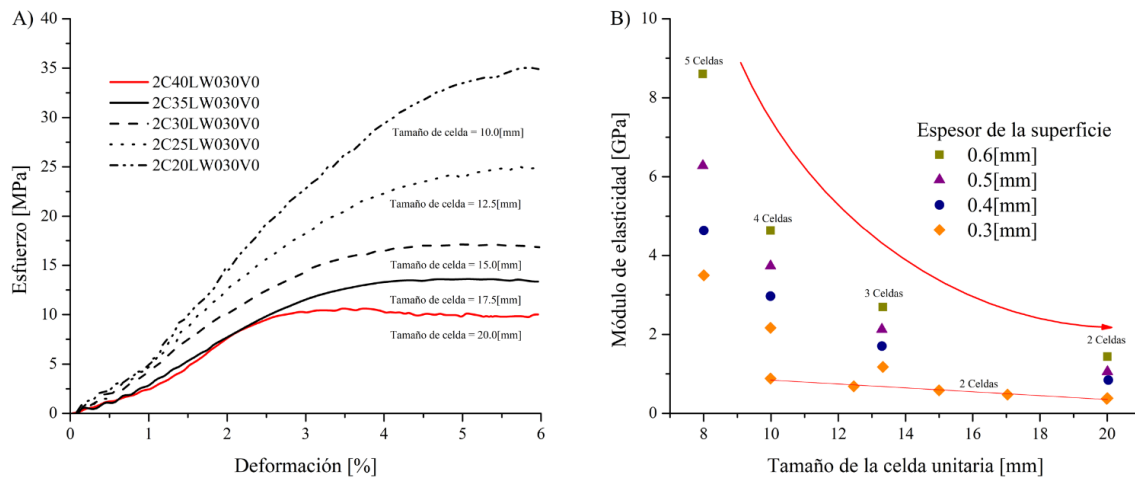 A)
40
35
30
25
20
15
10
5
0
Esfuerzo [MPa]
2C40LW030V0
2C35LW030V0
2C30LW030V0
2C25LW030V0
2C20LW030V0
Tamaño de celda = 10.0[mm]
Tamaño de celda = 12.5[mm]
Tamaño de celda = 15.0[mm]
Tamaño de celda = 17.5[mm]
Tamaño de celda = 20.0[mm]
0 1 2 3 4 5 6
Deformación [%]
B)
10
8
6
4
2
0
Módulo de elasticidad [GPa]
5 Celdas
4 Celdas
3 Celdas
2 Celdas
2 Celdas
Espesor de la superficie
0.6[mm]
0.5[mm]
0.4[mm]
0.3[mm]
8 10 12 14 16 18 20
Tamaño de la celda unitaria [mm]